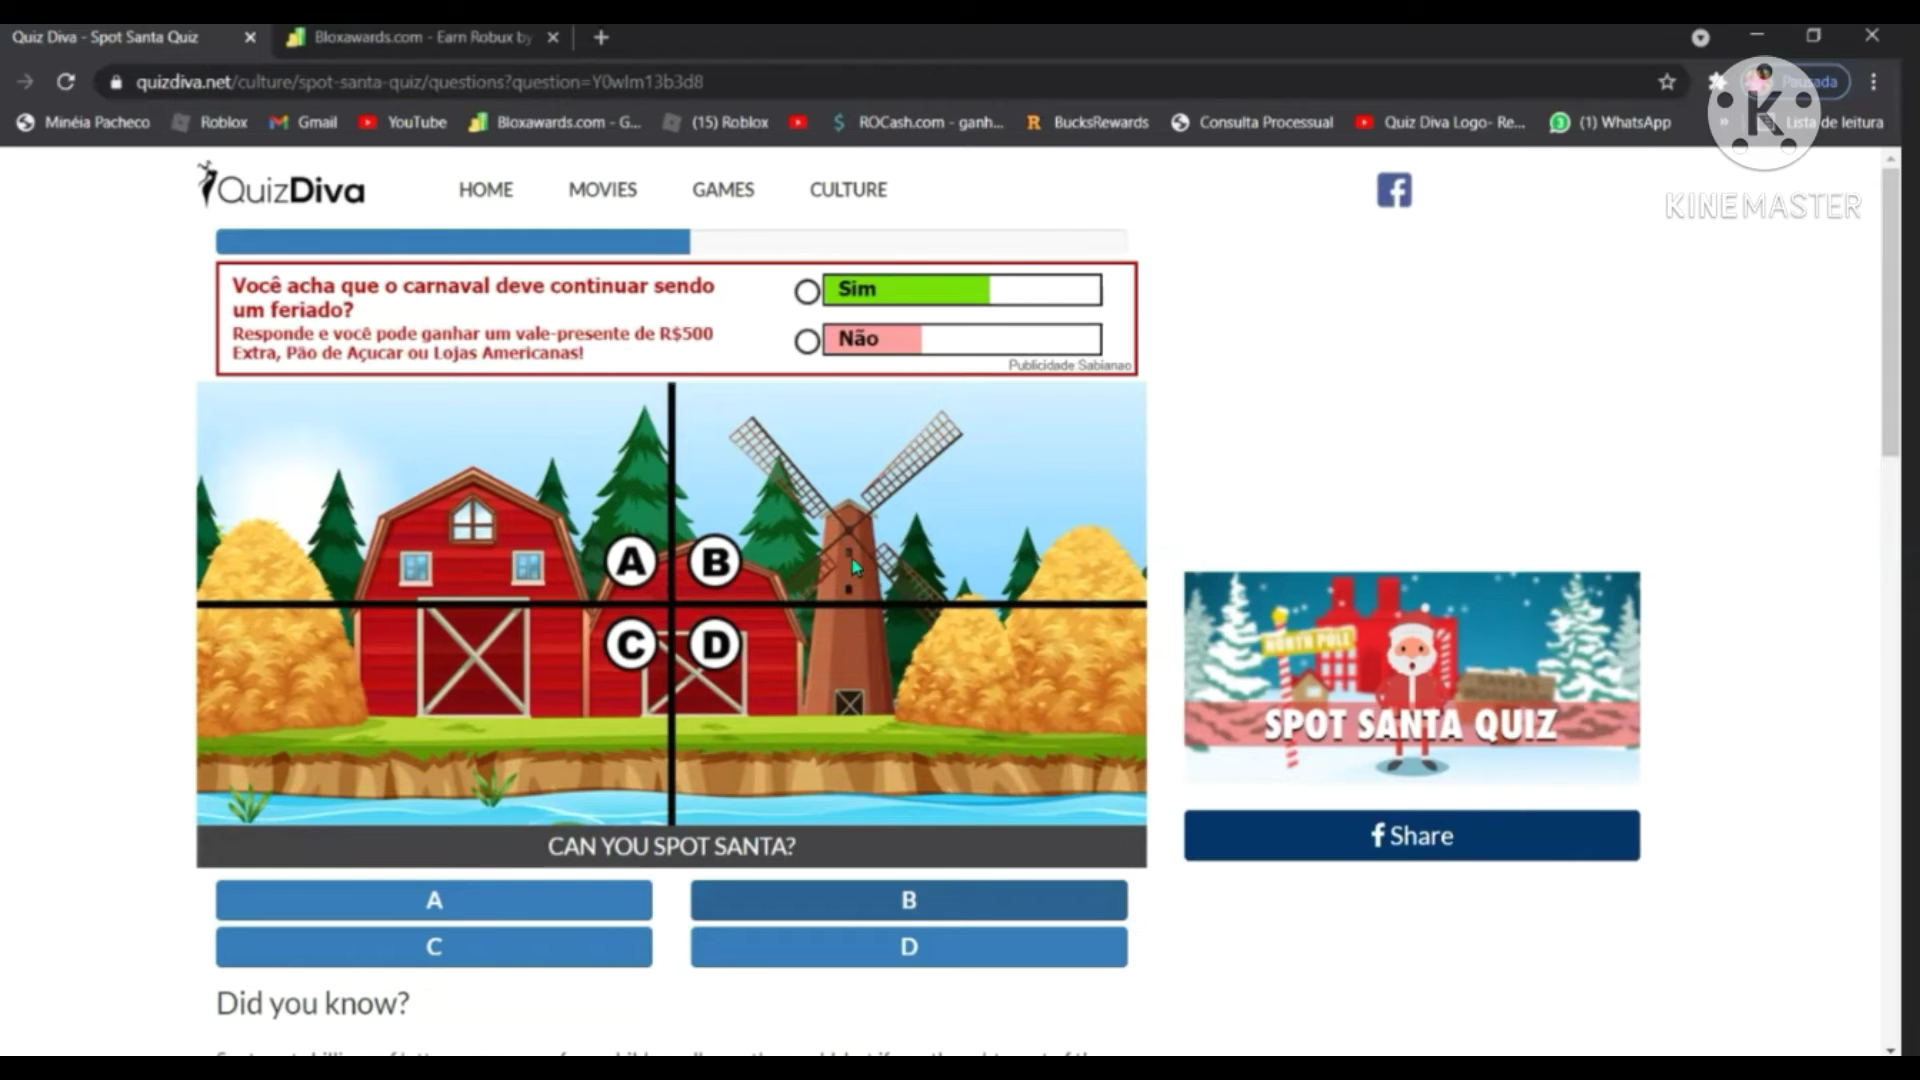 Quiz Diva - Spot Santa Quiz
Bloxawards.com - Earn Robux by
quizdiva.net/culture/spot-santa-quiz/questions?question=Y0wlm13b3d8
Pausada
Minéia Pacheco Roblox Gmail YouTube Bloxawards.com - G... (15) Roblox ROCash.com - ganh... BucksRewards Consulta Processual Quiz Diva Logo- Re... (1) WhatsApp » Lista de leitura
K
KINEMASTER
QuizDiva HOME MOVIES GAMES CULTURE
Você acha que o carnaval deve continuar sendo
um feriado?
Responde e você pode ganhar um vale-presente de R$500
Extra, Pão de Açucar ou Lojas Americanas!
Sim
Não
Publicidade Sabianao
A B
C D
NORTH POLL
SPOT SANTA QUIZ
CAN YOU SPOT SANTA?
Share
A B
C D
Did you know?